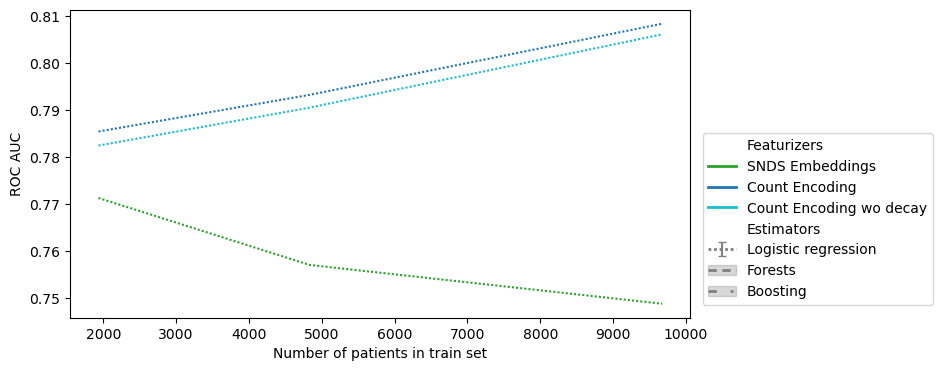 0.81
0.80
0.79
0.78
0.77
0.76
0.75
ROC AUC
2000 3000 4000 5000 6000 7000 8000 9000 10000
Number of patients in train set
Featurizers
SNDS Embeddings
Count Encoding
Count Encoding wo decay
Estimators
Logistic regression
Forests
Boosting